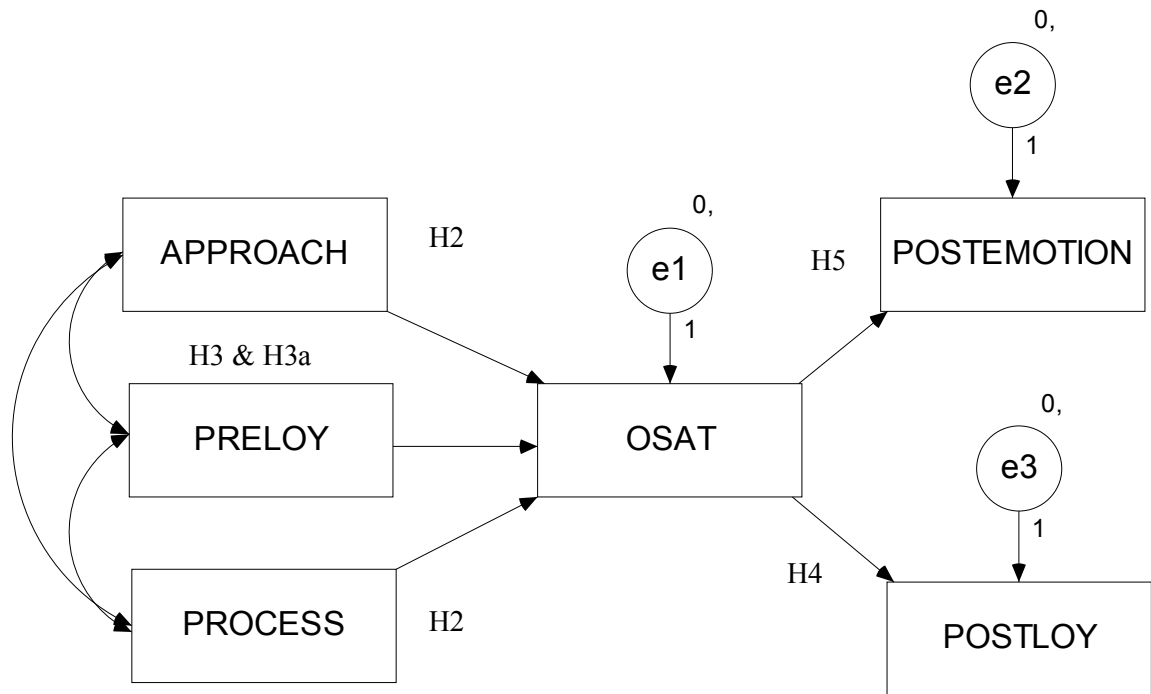 0,
e2
1
APPROACH
H2
0,
e1
1
H5
POSTEMOTION
H3 & H3a
PRELOY
OSAT
0,
e3
1
PROCESS
H2
H4
POSTLOY